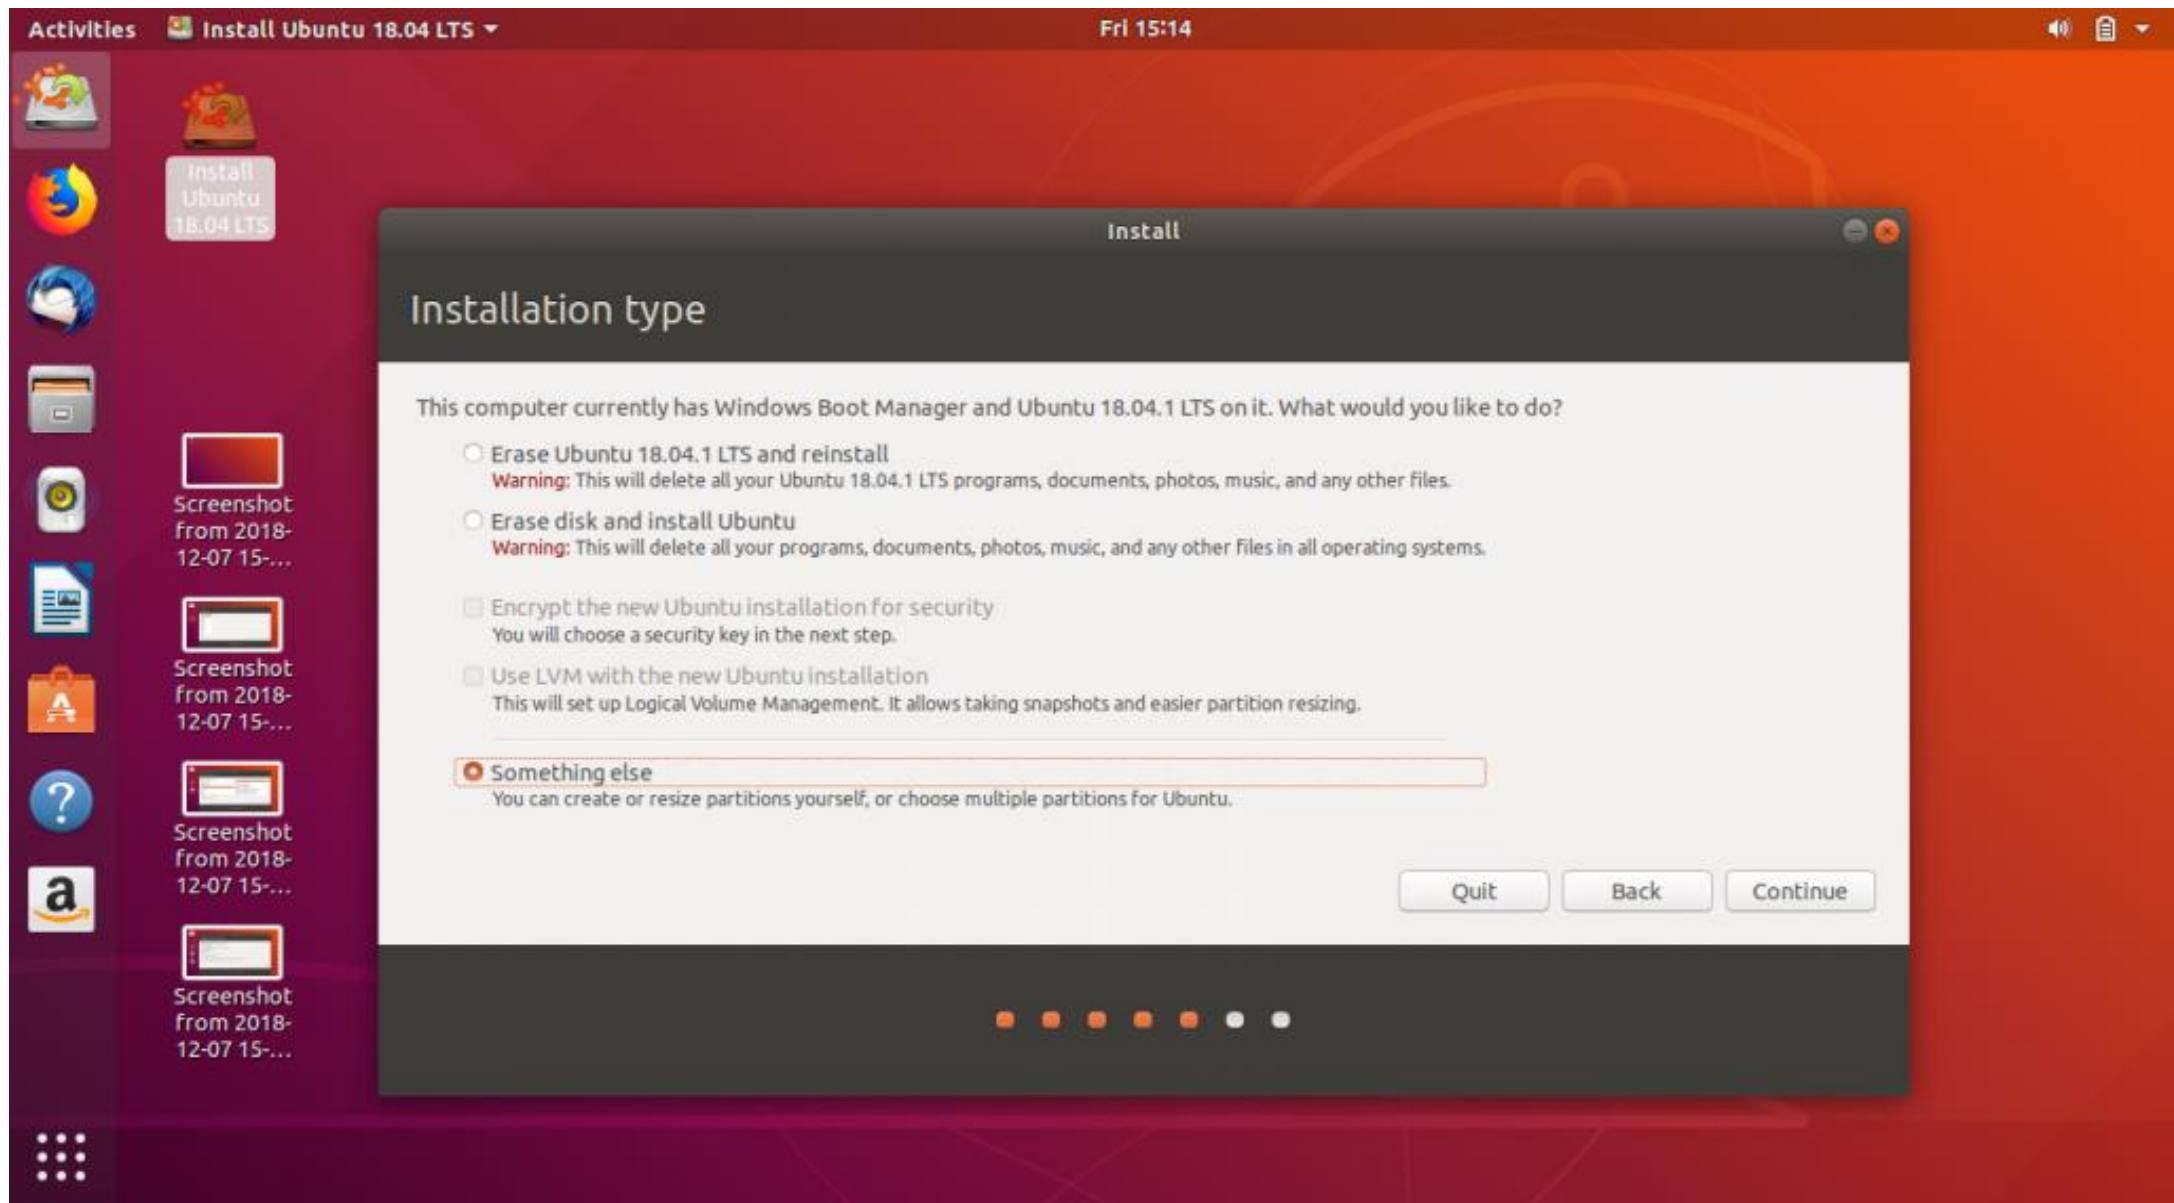 Activities
Install Ubuntu 18.04 LTS
Fri 15:14
Install
Ubuntu
18.04 LTS
Screenshot
from 2018-
12-07 15-...
Screenshot
from 2018-
12-07 15-...
Screenshot
from 2018-
12-07 15-...
Screenshot
from 2018-
12-07 15-...
Install
Installation type
This computer currently has Windows Boot Manager and Ubuntu 18.04.1 LTS on it. What would you like to do?
Erase Ubuntu 18.04.1 LTS and reinstall
Warning: This will delete all your Ubuntu 18.04.1 LTS programs, documents, photos, music, and any other files.
Erase disk and install Ubuntu
Warning: This will delete all your programs, documents, photos, music, and any other files in all operating systems.
Encrypt the new Ubuntu installation for security
You will choose a security key in the next step.
Use LVM with the new Ubuntu installation
This will set up Logical Volume Management. It allows taking snapshots and easier partition resizing.
Something else
You can create or resize partitions yourself, or choose multiple partitions for Ubuntu.
Quit
Back
Continue